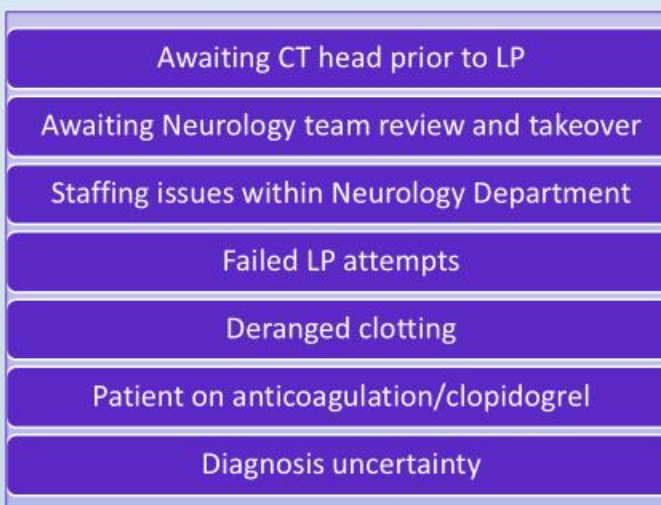 Awaiting CT head prior to LP
Awaiting Neurology team review and takeover
Staffing issues within Neurology Department
Failed LP attempts
Deranged clotting
Patient on anticoagulation/clopidogrel
Diagnosis uncertainty